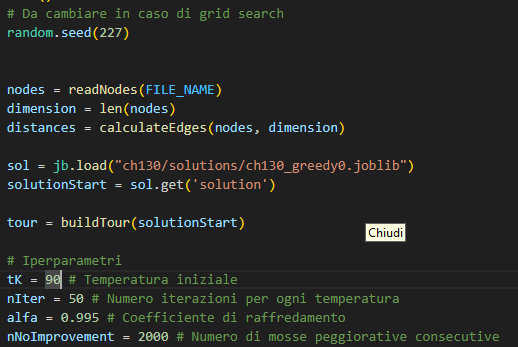 # Da cambiare in caso di grid search
random.seed(227)
nodes = readNodes(FILE_NAME)
dimension = len(nodes)
distances = calculateEdges(nodes, dimension)
sol = jb.load("ch130/solutions/ch130_greedy0.joblib")
solutionStart = sol.get('solution')
tour = buildTour(solutionStart)
Chiudi
# Iperparametri
tK = 90 # Temperatura iniziale
nIter = 50 # Numero iterazioni per ogni temperatura
alfa = 0.995 # Coefficiente di raffredamento
nNoImprovement = 2000 # Numero di mosse peggiorative consecutive